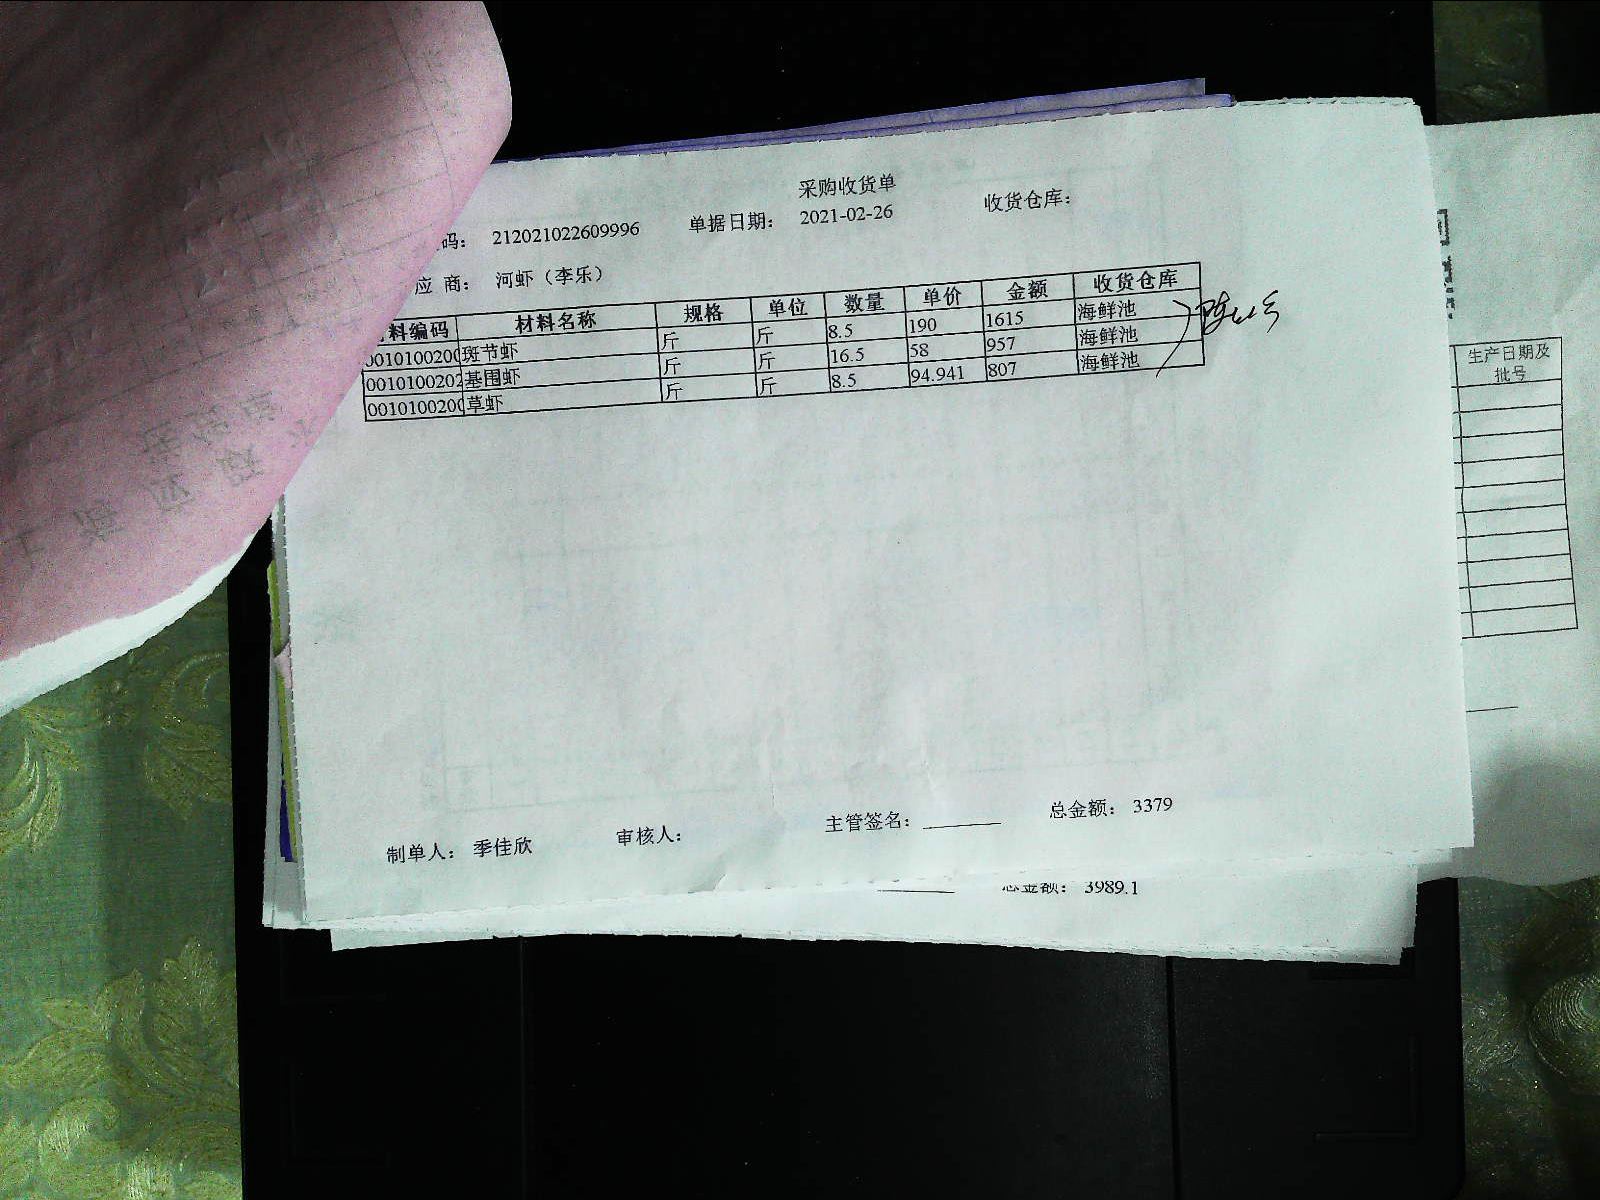 采购收货单
码： 212021022609996 单据日期： 2021-02-26 收货仓库：
应 商： 河虾（李乐）
料编码 材料名称 规格 单位 数量 单价 金额 收货仓库
0010100200 斑节虾 斤 斤 8.5 190 1615 海鲜池
0010100202 基围虾 斤 斤 16.5 58 957 海鲜池
0010100200 草虾 斤 斤 8.5 94.941 807 海鲜池
制单人： 季佳欣 审核人： 主管签名： 总金额： 3379
总金额： 3989.1
生产日期及
批号